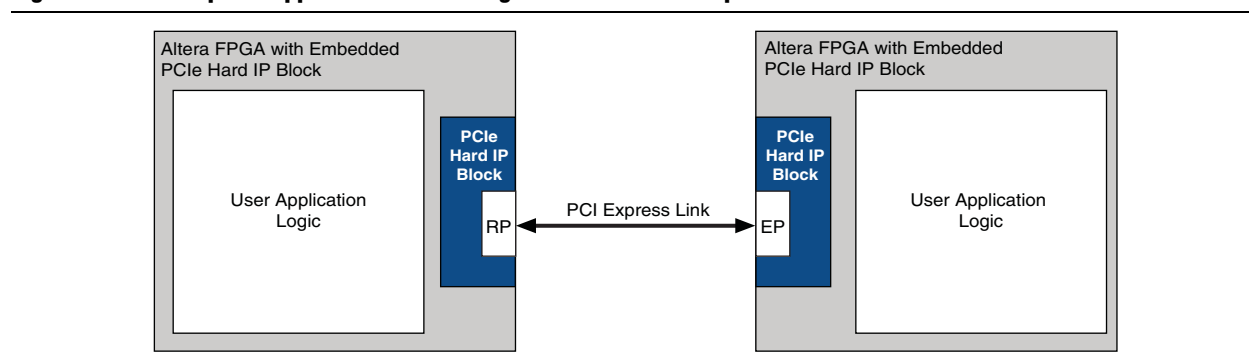 Altera FPGA with Embedded
PCIe Hard IP Block
PCIe
Hard IP
Block
User Application
Logic
RP
PCI Express Link
Altera FPGA with Embedded
PCIe Hard IP Block
PCIe
Hard IP
Block
EP
User Application
Logic